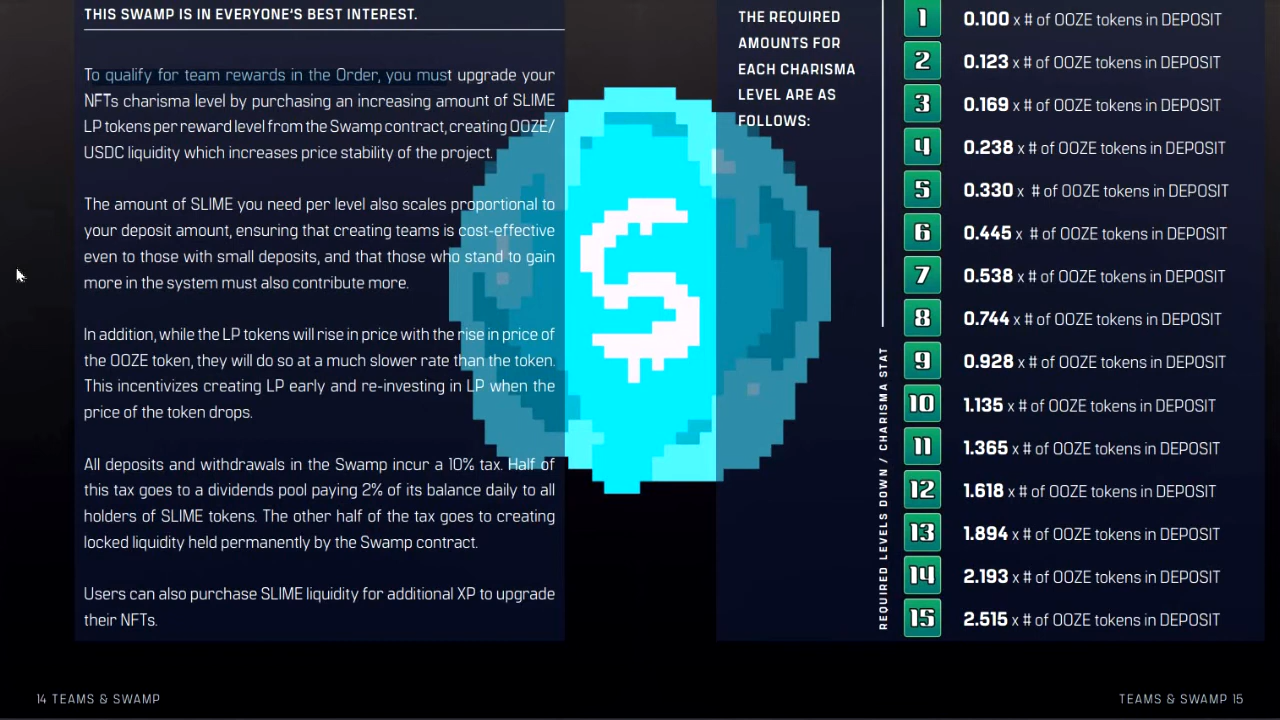 THIS SWAMP IS IN EVERYONE'S BEST INTEREST.
To qualify for team rewards in the Order, you must upgrade your
NFTs charisma level by purchasing an increasing amount of SLIME
LP tokens per reward level from the Swamp contract, creating OOZE/
USDC liquidity which increases price stability of the project.
The amount of SLIME you need per level also scales proportional to
your deposit amount, ensuring that creating teams is cost-effective
even to those with small deposits, and that those who stand to gain
more in the system must also contribute more.
In addition, while the LP tokens will rise in price with the rise in price of
the OOZE token, they will do so at a much slower rate than the token.
This incentivizes creating LP early and re-investing in LP when the
price of the token drops.
All deposits and withdrawals in the Swamp incur a 10% tax. Half of
this tax goes to a dividends pool paying 2% of its balance daily to all
holders of SLIME tokens. The other half of the tax goes to creating
locked liquidity held permanently by the Swamp contract.
Users can also purchase SLIME liquidity for additional XP to upgrade
their NFTs.
14 TEAMS & SWAMP
S
THE REQUIRED
AMOUNTS FOR
EACH CHARISMA
LEVEL ARE AS
FOLLOWS:
REQUIRED LEVELS DOWN / CHARISMA STAT
1 0.100 x # of OOZE tokens in DEPOSIT
2 0.123 x # of OOZE tokens in DEPOSIT
3 0.169 x # of OOZE tokens in DEPOSIT
4 0.238 x # of OOZE tokens in DEPOSIT
5 0.330 x # of OOZE tokens in DEPOSIT
6 0.445 x # of OOZE tokens in DEPOSIT
7 0.538 x # of OOZE tokens in DEPOSIT
8 0.744 x # of OOZE tokens in DEPOSIT
9 0.928 x # of OOZE tokens in DEPOSIT
10 1.135 x # of OOZE tokens in DEPOSIT
11 1.365 x # of OOZE tokens in DEPOSIT
12 1.618 x # of OOZE tokens in DEPOSIT
13 1.894 x # of OOZE tokens in DEPOSIT
14 2.193 x # of OOZE tokens in DEPOSIT
15 2.515 x # of OOZE tokens in DEPOSIT
TEAMS & SWAMP 15